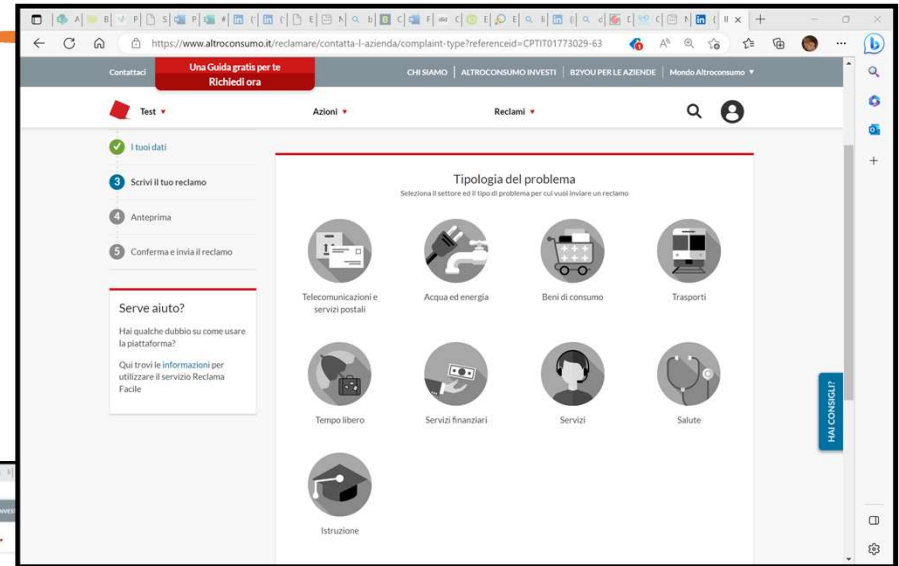 https://www.altroconsumo.it/reclamare/contatta-l-azienda/complaint-type?referenceid=CPTIT01773029-63
Contattaci
Una Guida gratis per te
Richiedi ora
CHI SIAMO | ALTROCONSUMO INVESTI | B2YOU PER LE AZIENDE | Mondo Altroconsumo
Test
Azioni
Reclami
I tuoi dati
3 Scrivi il tuo reclamo
4 Anteprima
5 Conferma e invia il reclamo
Serve aiuto?
Hai qualche dubbio su come usare
la piattaforma?
Qui trovi le informazioni per
utilizzare il servizio Reclama
Facile
Tipologia del problema
Seleziona il settore ed il tipo di problema per cui vuoi inviare un reclamo
Telecomunicazioni e
servizi postali
Acqua ed energia
Beni di consumo
Trasporti
Tempo libero
Servizi finanziari
Servizi
Salute
Istruzione
HAI CONSIGLI?